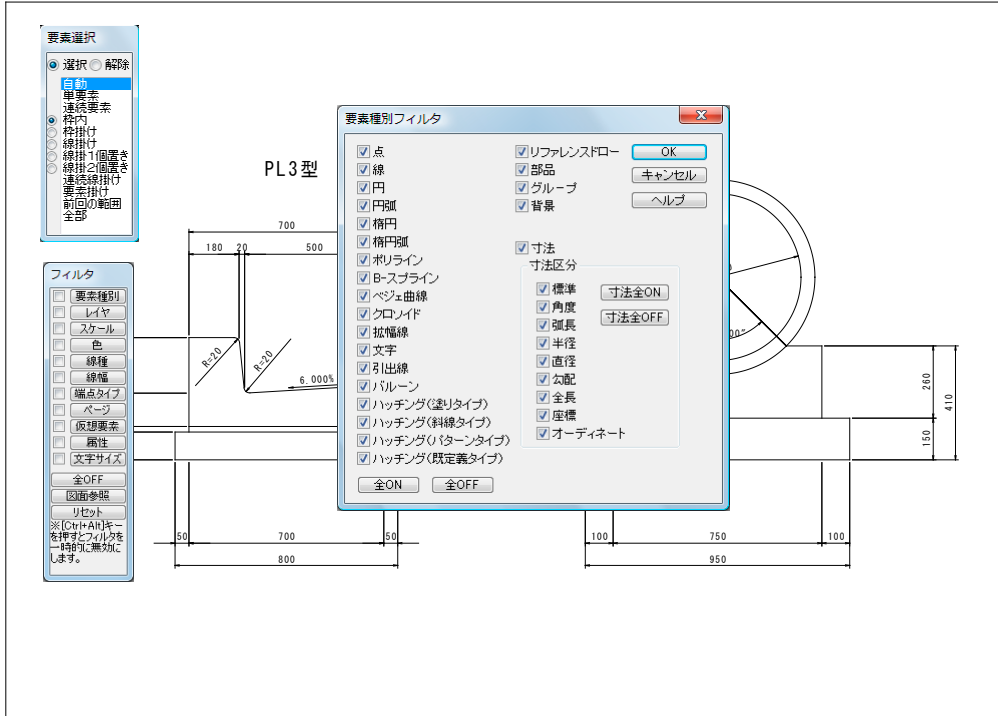 要素選択
選択 解除
自動
単要素
連続要素
枠内
枠掛け
線掛け
線掛1個置き
線掛2個置き
連続線掛け
要素掛け
前回の範囲
全部
フィルタ
要素種別
レイヤ
スケール
色
線種
線幅
端点タイプ
ページ
仮想要素
属性
文字サイズ
全OFF
図面参照
リセット
※[Ctrl+Alt]キー
を押すとフィルタを
一時的に無効に
します。
要素種別フィルタ
点
線
円
円弧
楕円
楕円弧
ポリライン
B-スプライン
ベジェ曲線
クロソイド
拡幅線
文字
引出線
バルーン
ハッチング(塗りタイプ)
ハッチング(斜線タイプ)
ハッチング(パターンタイプ)
ハッチング(既定義タイプ)
全ON 全OFF
リファレンスドロー
部品
グループ
背景
寸法
寸法区分
標準
角度
弧長
半径
直径
勾配
全長
座標
オーディネート
寸法全ON
寸法全OFF
OK
キャンセル
ヘルプ
PL3型
700
180 20 500
R=20
R=20
6.000%
50 700 50
800
100 750 100
950
260
150
410